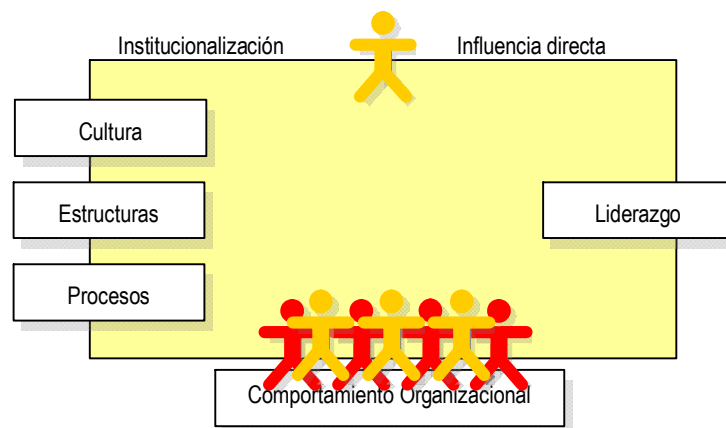 Institucionalización
Influencia directa
Cultura
Estructuras
Liderazgo
Procesos
Comportamiento Organizacional